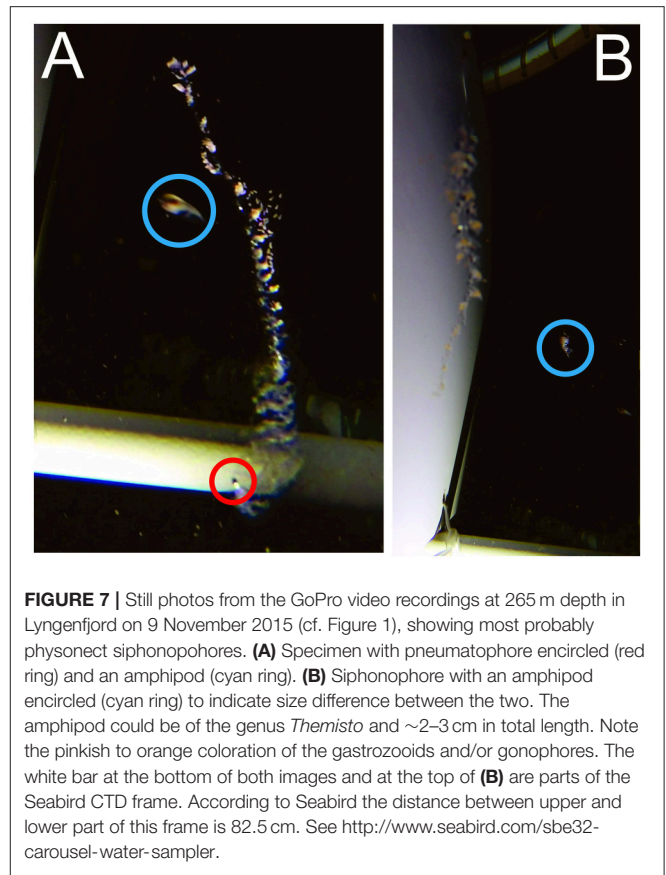 A
B
FIGURE 7 | Still photos from the GoPro video recordings at 265 m depth in
Lyngenfjord on 9 November 2015 (cf. Figure 1), showing most probably
physonect siphonopohores. (A) Specimen with pneumatophore encircled (red
ring) and an amphipod (cyan ring). (B) Siphonophore with an amphipod
encircled (cyan ring) to indicate size difference between the two. The
amphipod could be of the genus Themisto and ~2–3 cm in total length. Note
the pinkish to orange coloration of the gastrozooids and/or gonophores. The
white bar at the bottom of both images and at the top of (B) are parts of the
Seabird CTD frame. According to Seabird the distance between upper and
lower part of this frame is 82.5 cm. See http://www.seabird.com/sbe32-
carousel-water-sampler.